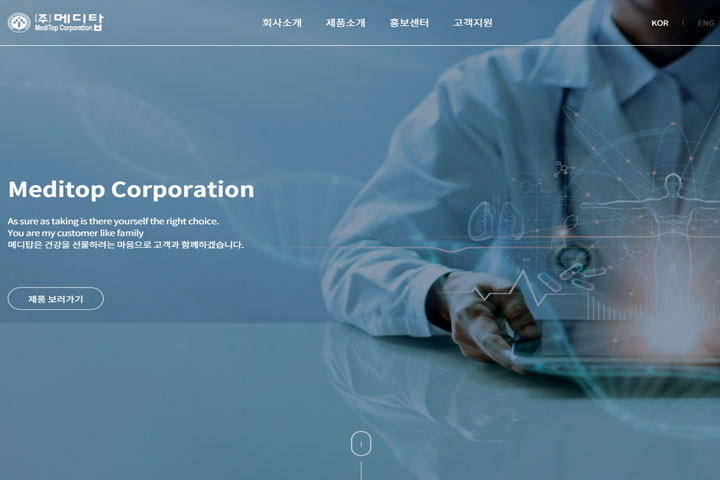 (주)메디탑
MediTop Corporation
회사소개
제품소개
홍보센터
고객지원
KOR
ENG
Meditop Corporation
As sure as taking is there yourself the right choice.
You are my customer like family
메디탑은 건강을 선물하려는 마음으로 고객과 함께하겠습니다.
제품 보러가기